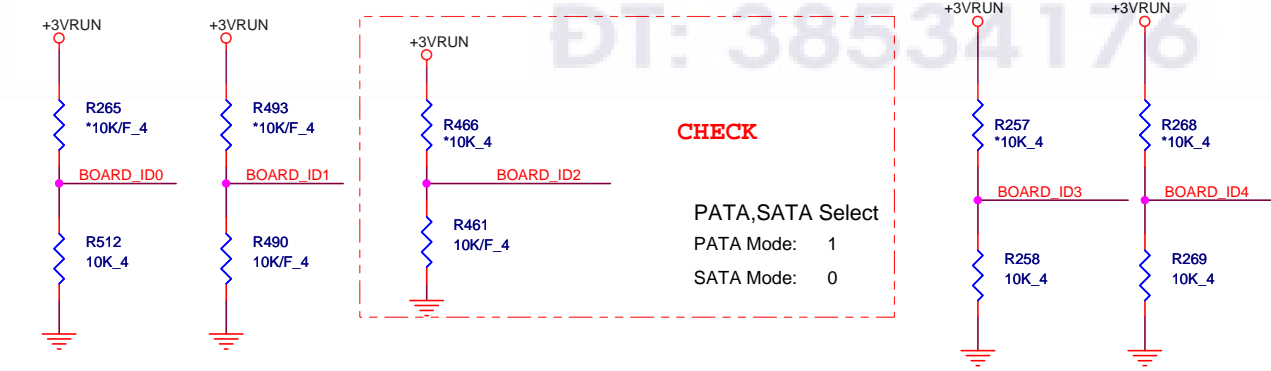 +3VRUN
R265
*10K/F_4
BOARD_ID0
R512
10K_4
+3VRUN
R493
*10K/F_4
BOARD_ID1
R490
10K/F_4
+3VRUN
R466
*10K_4
BOARD_ID2
R461
10K/F_4
CHECK
PATA,SATA Select
PATA Mode: 1
SATA Mode: 0
ĐT: 38534176
+3VRUN
R257
*10K_4
BOARD_ID3
R258
10K_4
+3VRUN
R268
*10K_4
BOARD_ID4
R269
10K_4